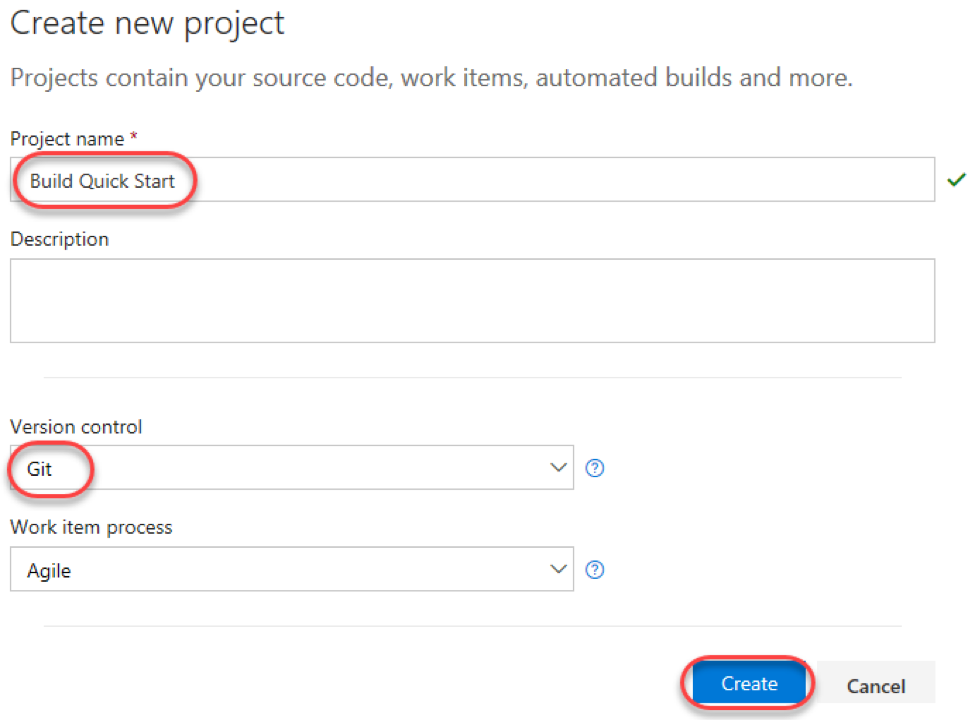 Create new project
Projects contain your source code, work items, automated builds and more.
Project name *
Build Quick Start
Description
Version control
Git
?
Work item process
Agile
?
Create Cancel